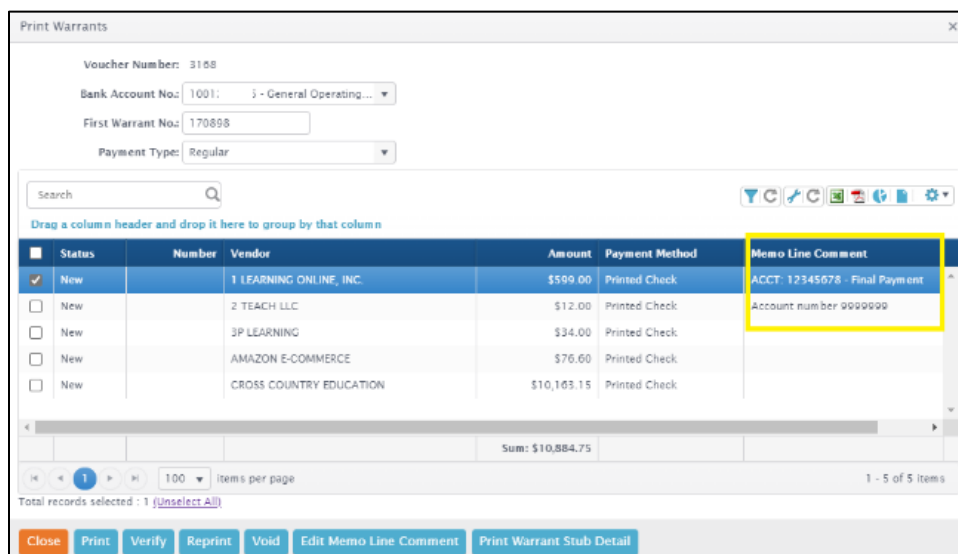 Print Warrants ×
Voucher Number: 3168
Bank Account No.: 1001: 5 - General Operating...
First Warrant No.: 170898
Payment Type: Regular
Search
Drag a column header and drop it here to group by that column
Status Number Vendor Amount Payment Method Memo Line Comment
New 1 LEARNING ONLINE, INC. $599.00 Printed Check ACCT: 12345678 - Final Payment
New 2 TEACH LLC $12.00 Printed Check Account number 9999999
New 3P LEARNING $34.00 Printed Check
New AMAZON E-COMMERCE $76.60 Printed Check
New CROSS COUNTRY EDUCATION $10,163.15 Printed Check
Sum: $10,884.75
1 100 items per page 1 - 5 of 5 items
Total records selected : 1 (Unselect All)
Close Print Verify Reprint Void Edit Memo Line Comment Print Warrant Stub Detail